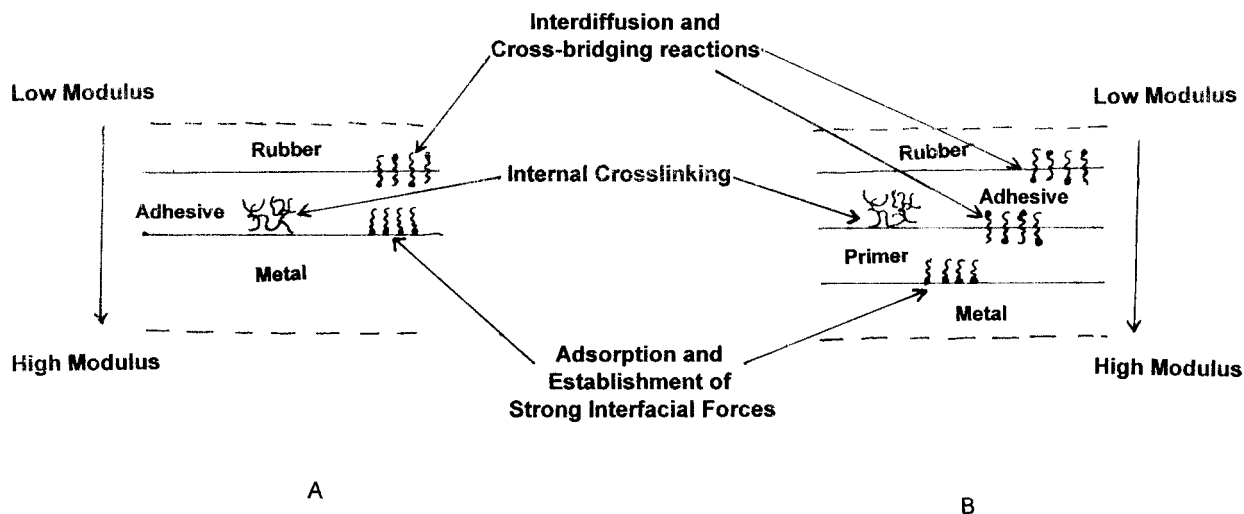 Interdiffusion and
Cross-bridging reactions
Low Modulus
Rubber
Adhesive
Metal
High Modulus
Internal Crosslinking
Adsorption and
Establishment of
Strong Interfacial Forces
A
Low Modulus
Rubber
Adhesive
Primer
Metal
High Modulus
B